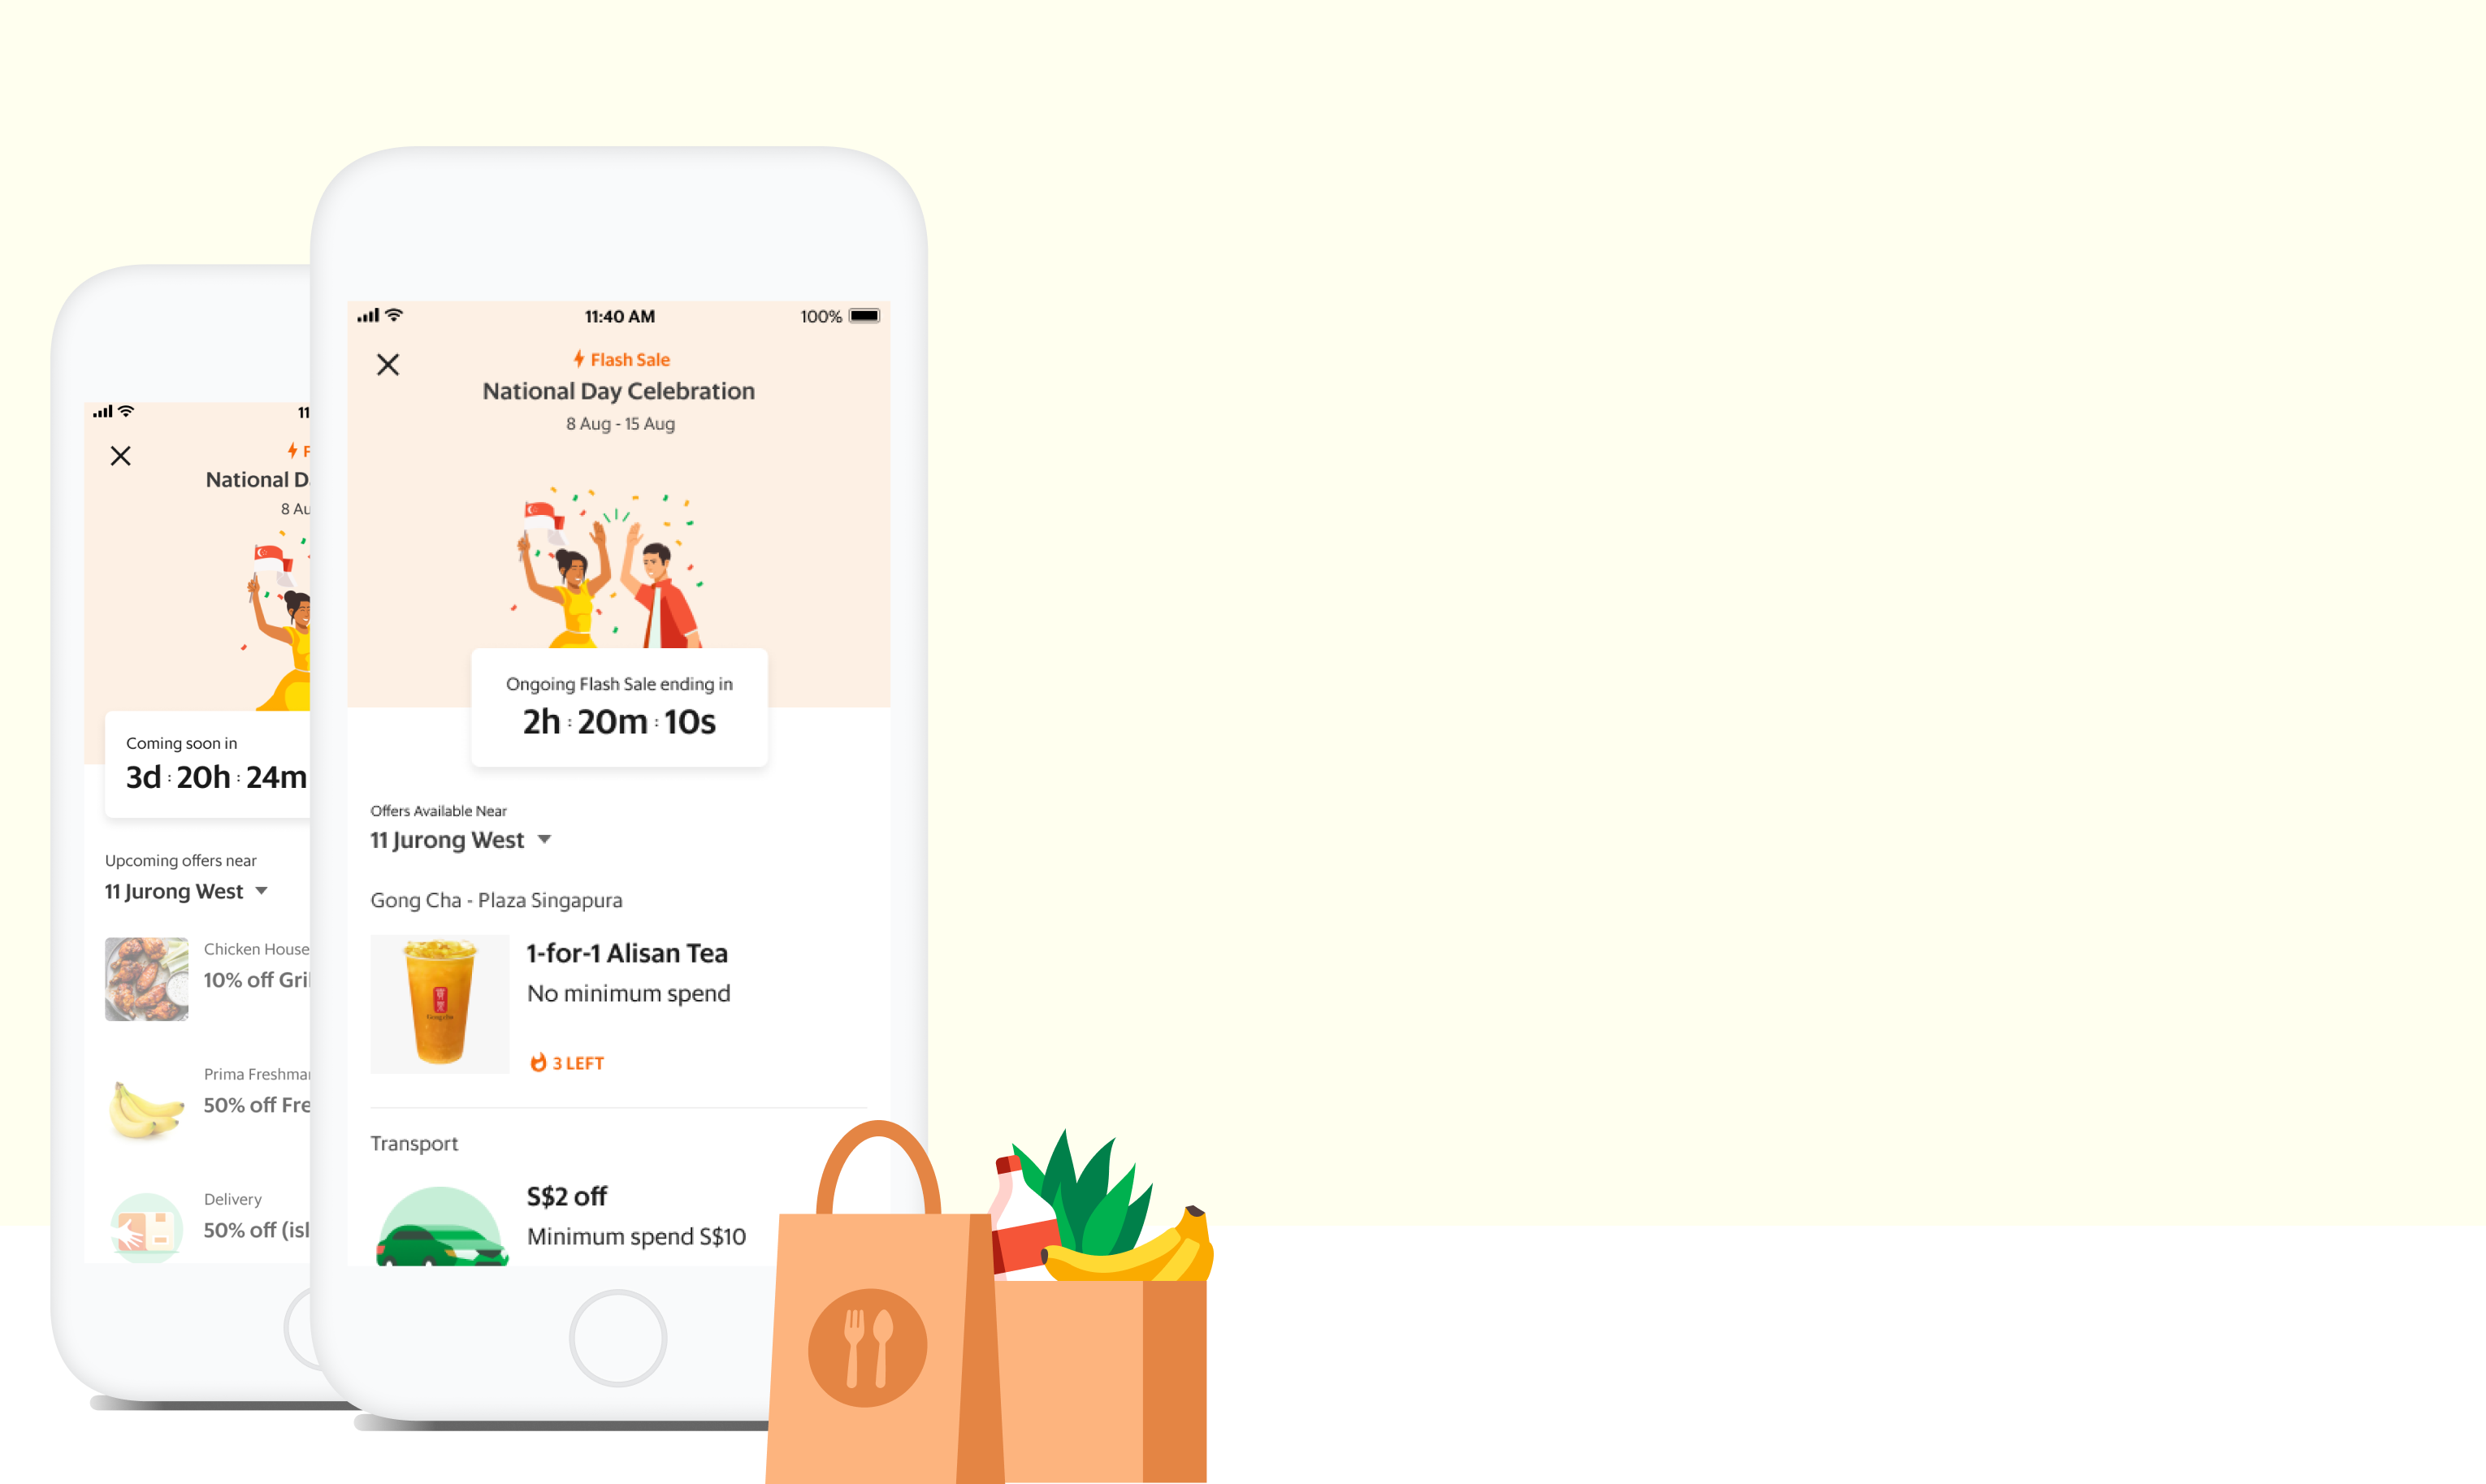 11
F
National D
8 Au
Coming soon in
3d : 20h : 24m
Upcoming offers near
11 Jurong West
Chicken House
10% off Gril
Prima Freshmar
50% off Fre
Delivery
50% off (isl
11:40 AM
100%
Flash Sale
National Day Celebration
8 Aug - 15 Aug
Ongoing Flash Sale ending in
2h : 20m : 10s
Offers Available Near
11 Jurong West
Gong Cha - Plaza Singapura
1-for-1 Alisan Tea
No minimum spend
3 LEFT
Transport
S$2 off
Minimum spend S$10